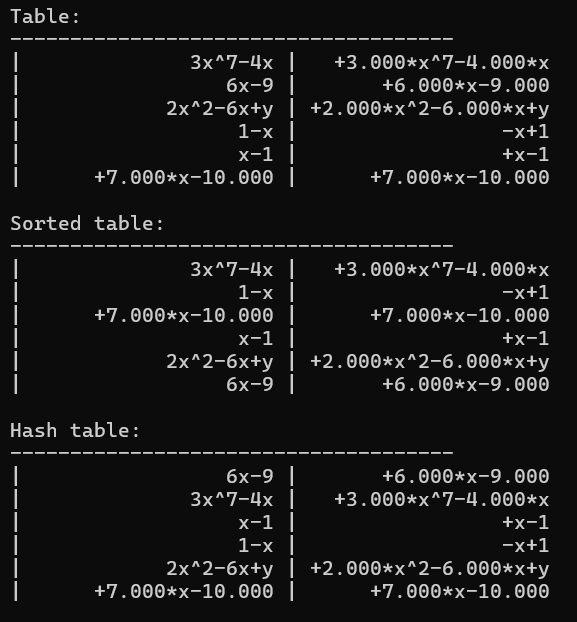 Table:
-------------------------------------
|              3x^7-4x |   +3.000*x^7-4.000*x
|                 6x-9 |       +6.000*x-9.000
|            2x^2-6x+y | +2.000*x^2-6.000*x+y
|                  1-x |                 -x+1
|                  x-1 |                 +x-1
|      +7.000*x-10.000 |      +7.000*x-10.000

Sorted table:
-------------------------------------
|              3x^7-4x |   +3.000*x^7-4.000*x
|                  1-x |                 -x+1
|      +7.000*x-10.000 |      +7.000*x-10.000
|                  x-1 |                 +x-1
|            2x^2-6x+y | +2.000*x^2-6.000*x+y
|                 6x-9 |       +6.000*x-9.000

Hash table:
-------------------------------------
|                 6x-9 |       +6.000*x-9.000
|              3x^7-4x |   +3.000*x^7-4.000*x
|                  x-1 |                 +x-1
|                  1-x |                 -x+1
|            2x^2-6x+y | +2.000*x^2-6.000*x+y
|      +7.000*x-10.000 |      +7.000*x-10.000